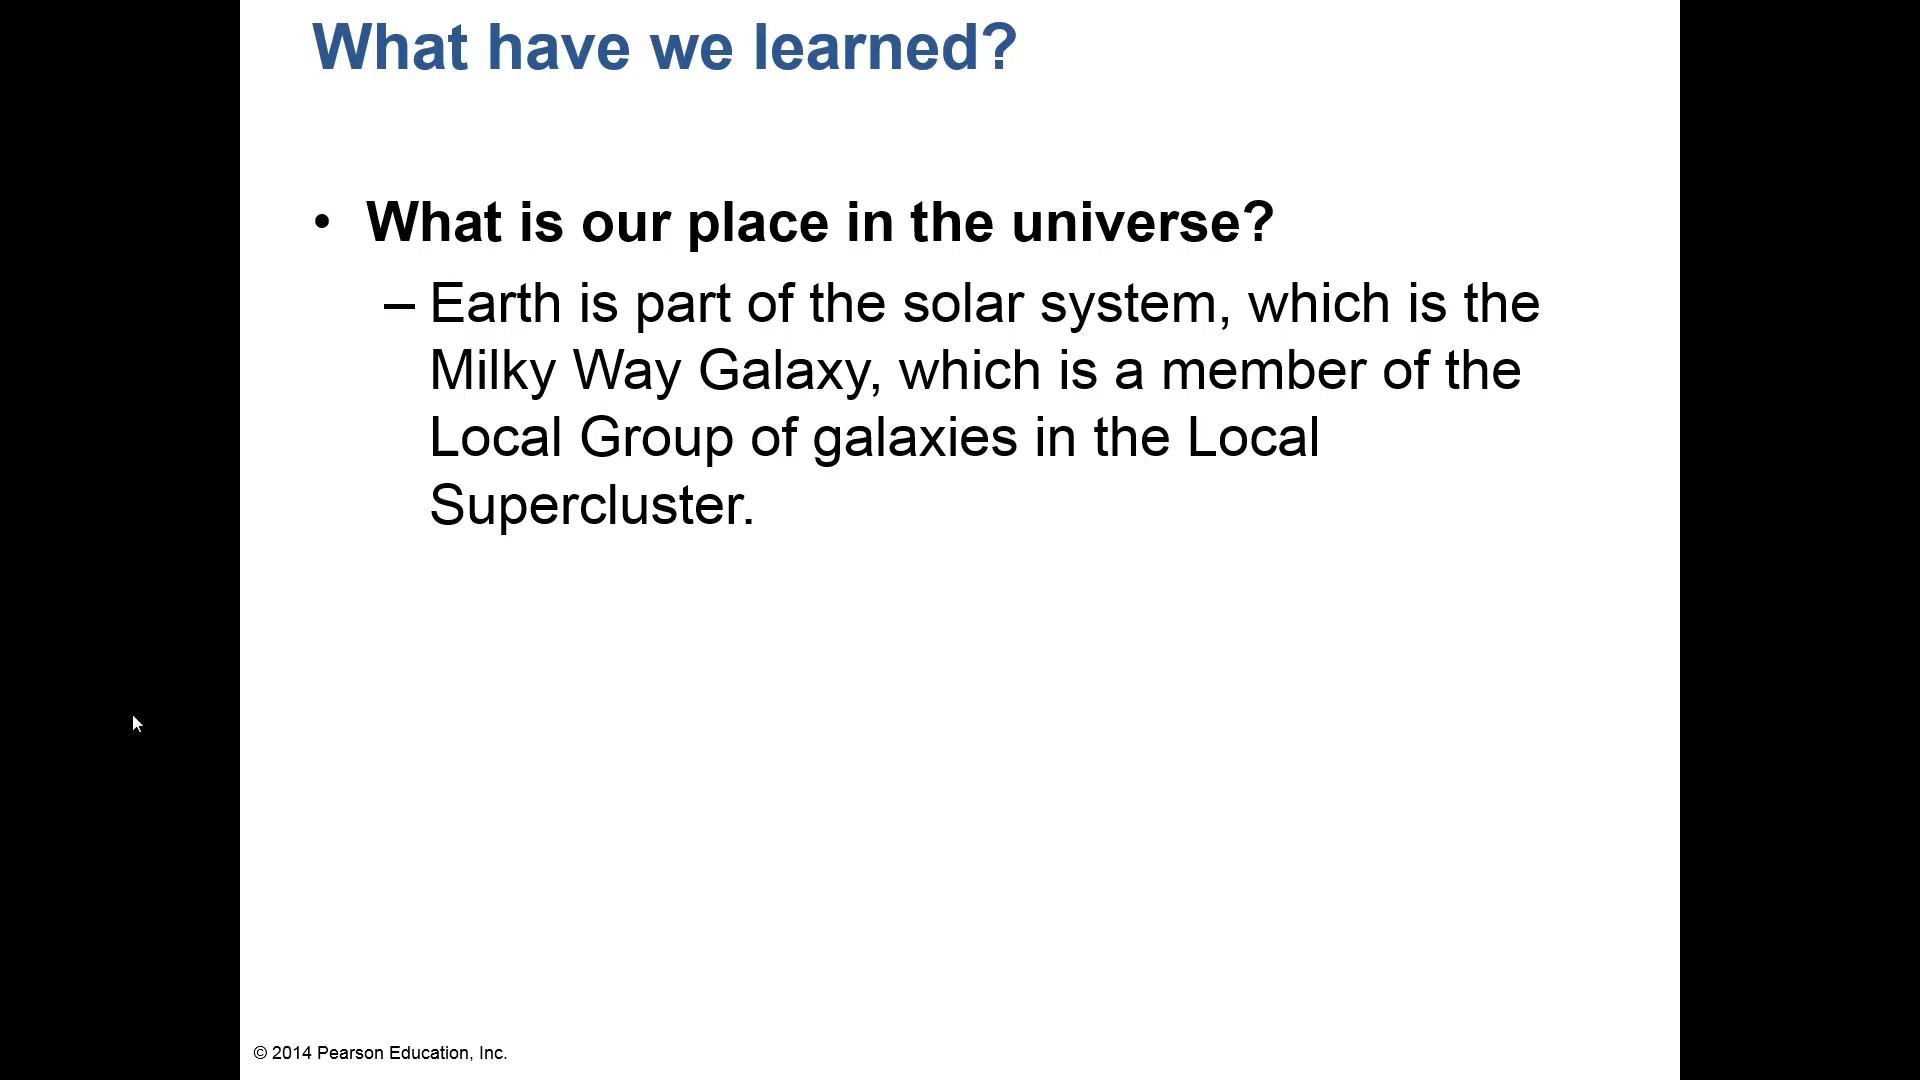 What have we learned?
• What is our place in the universe?
– Earth is part of the solar system, which is the
Milky Way Galaxy, which is a member of the
Local Group of galaxies in the Local
Supercluster.
© 2014 Pearson Education, Inc.